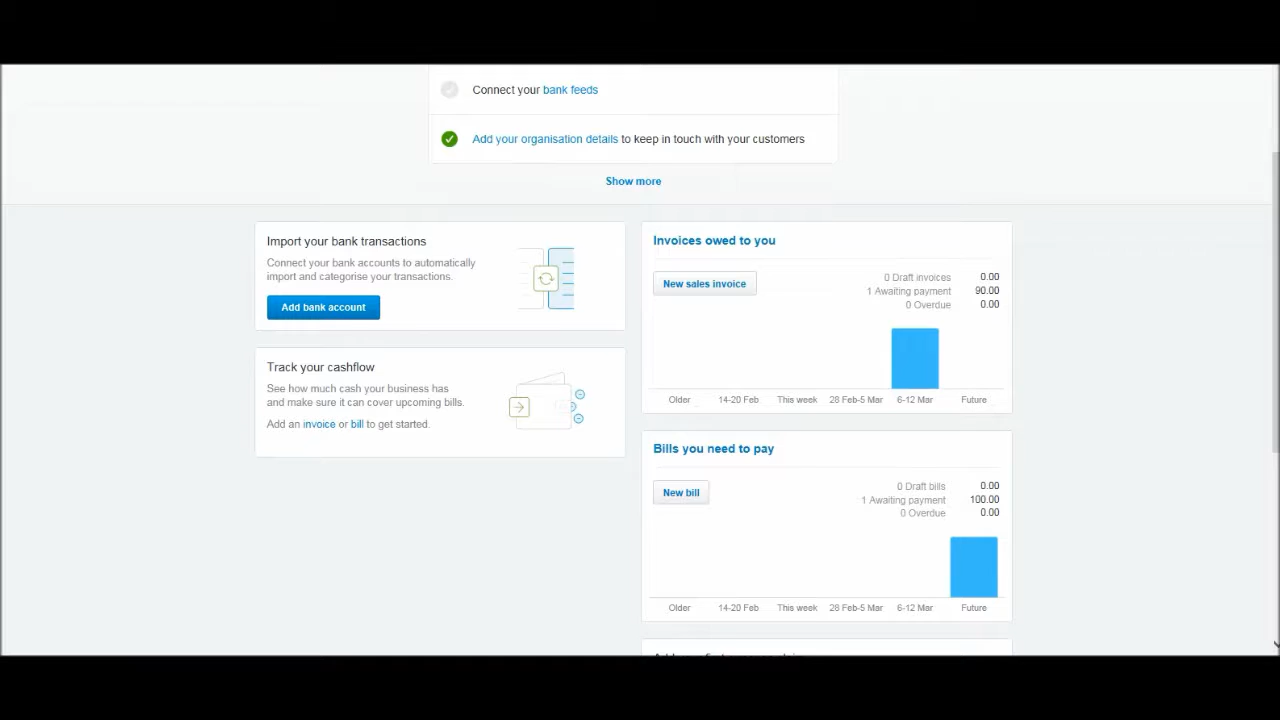 Connect your bank feeds
Add your organisation details to keep in touch with your customers
Show more
Import your bank transactions
Connect your bank accounts to automatically
import and categorise your transactions.
Add bank account
Track your cashflow
See how much cash your business has
and make sure it can cover upcoming bills.
Add an invoice or bill to get started.
Invoices owed to you
New sales invoice
0 Draft invoices 0.00
1 Awaiting payment 90.00
0 Overdue 0.00
Older 14-20 Feb This week 28 Feb-5 Mar 6-12 Mar Future
Bills you need to pay
New bill
0 Draft bills 0.00
1 Awaiting payment 100.00
0 Overdue 0.00
Older 14-20 Feb This week 28 Feb-5 Mar 6-12 Mar Future